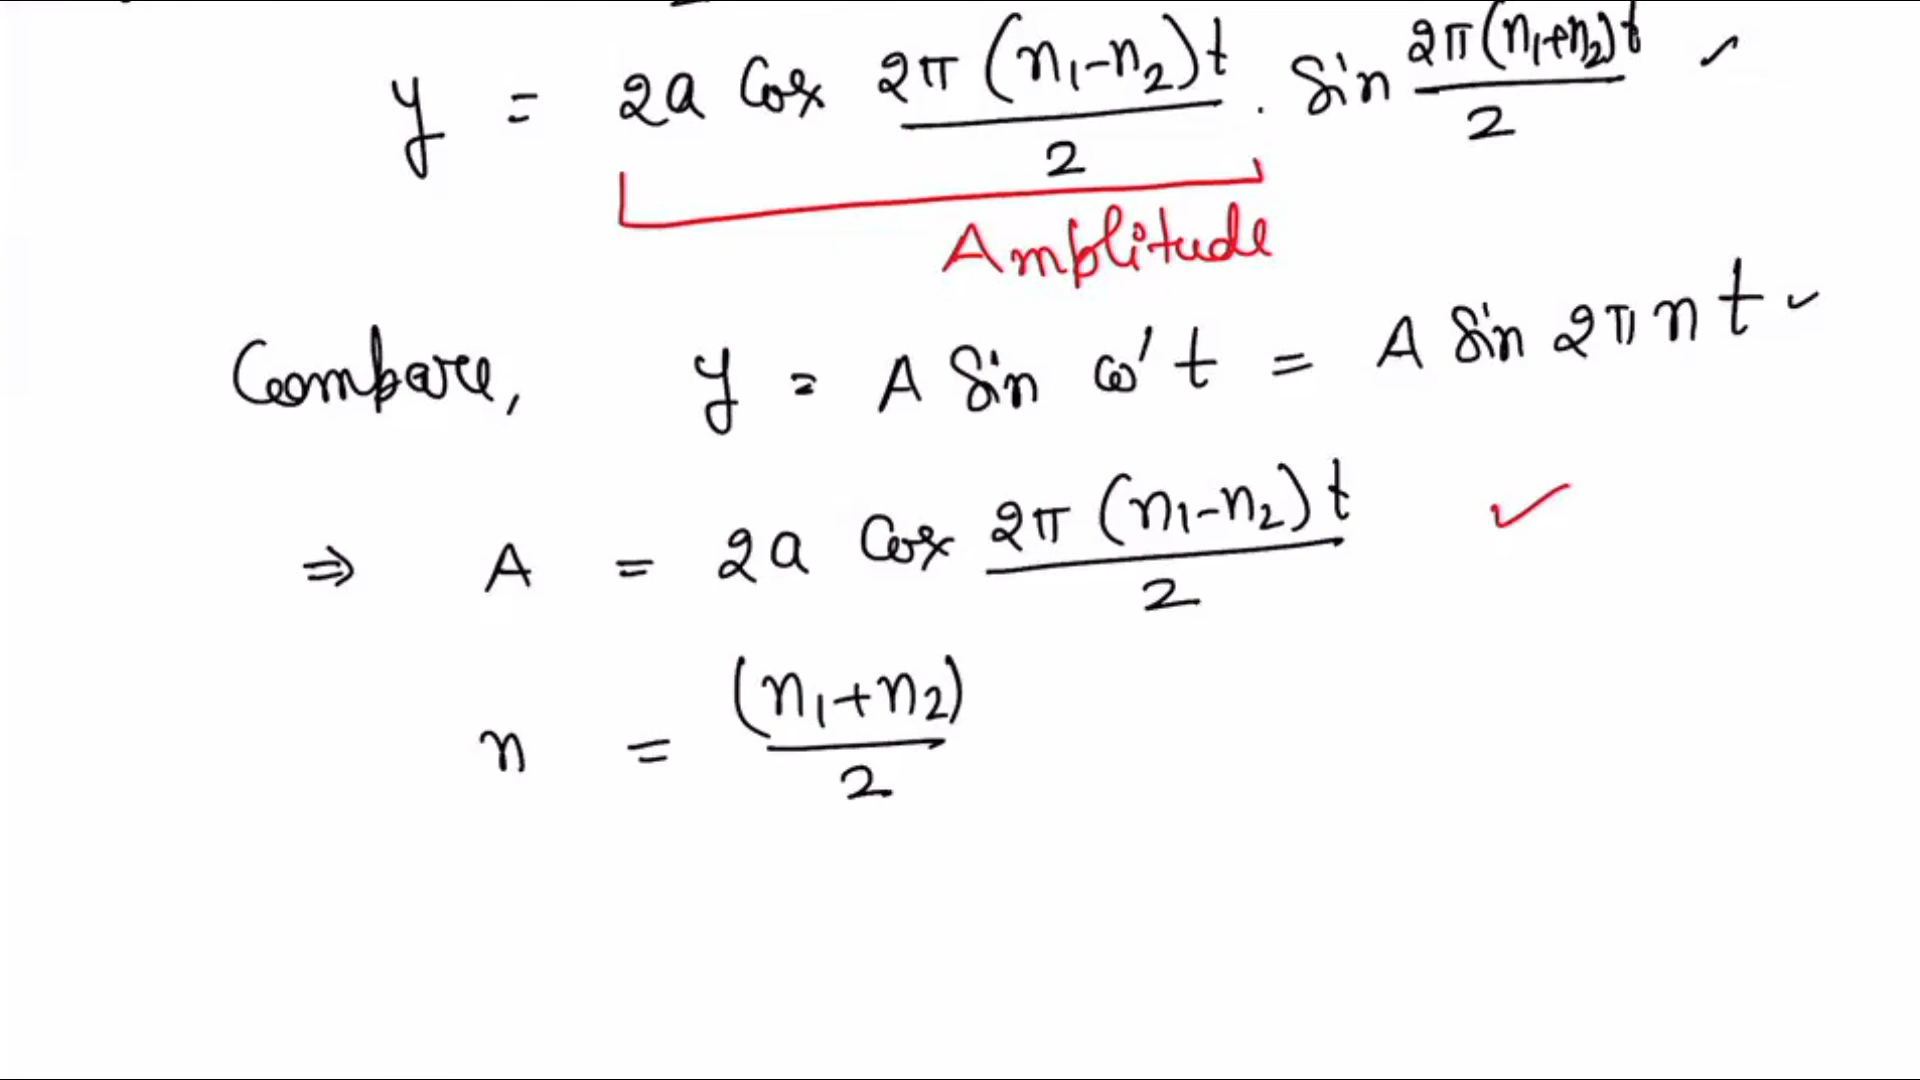 y = 2a Cos 2π(n₁-n₂)t/2 . Sin 2π(n₁+n₂)t/2 ✓
Amplitude
Compare, y = A Sin ω't = A Sin 2πnt ✓
⇒ A = 2a Cos 2π(n₁-n₂)t/2 ✓
n = (n₁+n₂)/2